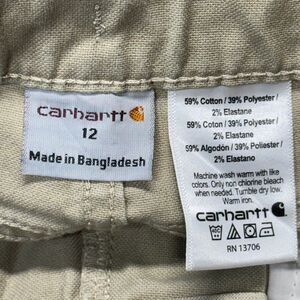 carhartt
12
Made in Bangladesh
59% Cotton / 39% Polyester /
2% Elastane
59% Coton / 39% Polyester /
2% Elastane
59% Algodón / 39% Poliester /
2% Elastano
Machine wash warm with like
colors. Only non chlorine bleach
when needed. Tumble dry low.
Warm iron.
carhartt
RN 13706